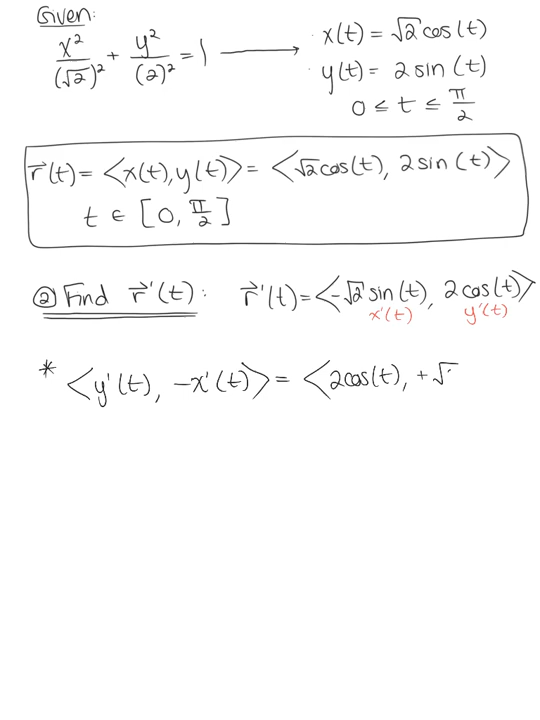 Given:
x²/(√2)² + y²/(2)² = 1 ⟶ x(t) = √2 cos(t)
y(t) = 2 sin(t)
0 ≤ t ≤ π/2
r⃗(t) = ⟨x(t), y(t)⟩ = ⟨√2 cos(t), 2 sin(t)⟩
t ∈ [0, π/2]
② Find r⃗'(t): r⃗'(t) = ⟨-√2 sin(t), 2 cos(t)⟩
x'(t) y'(t)
* ⟨y'(t), -x'(t)⟩ = ⟨2cos(t), +√